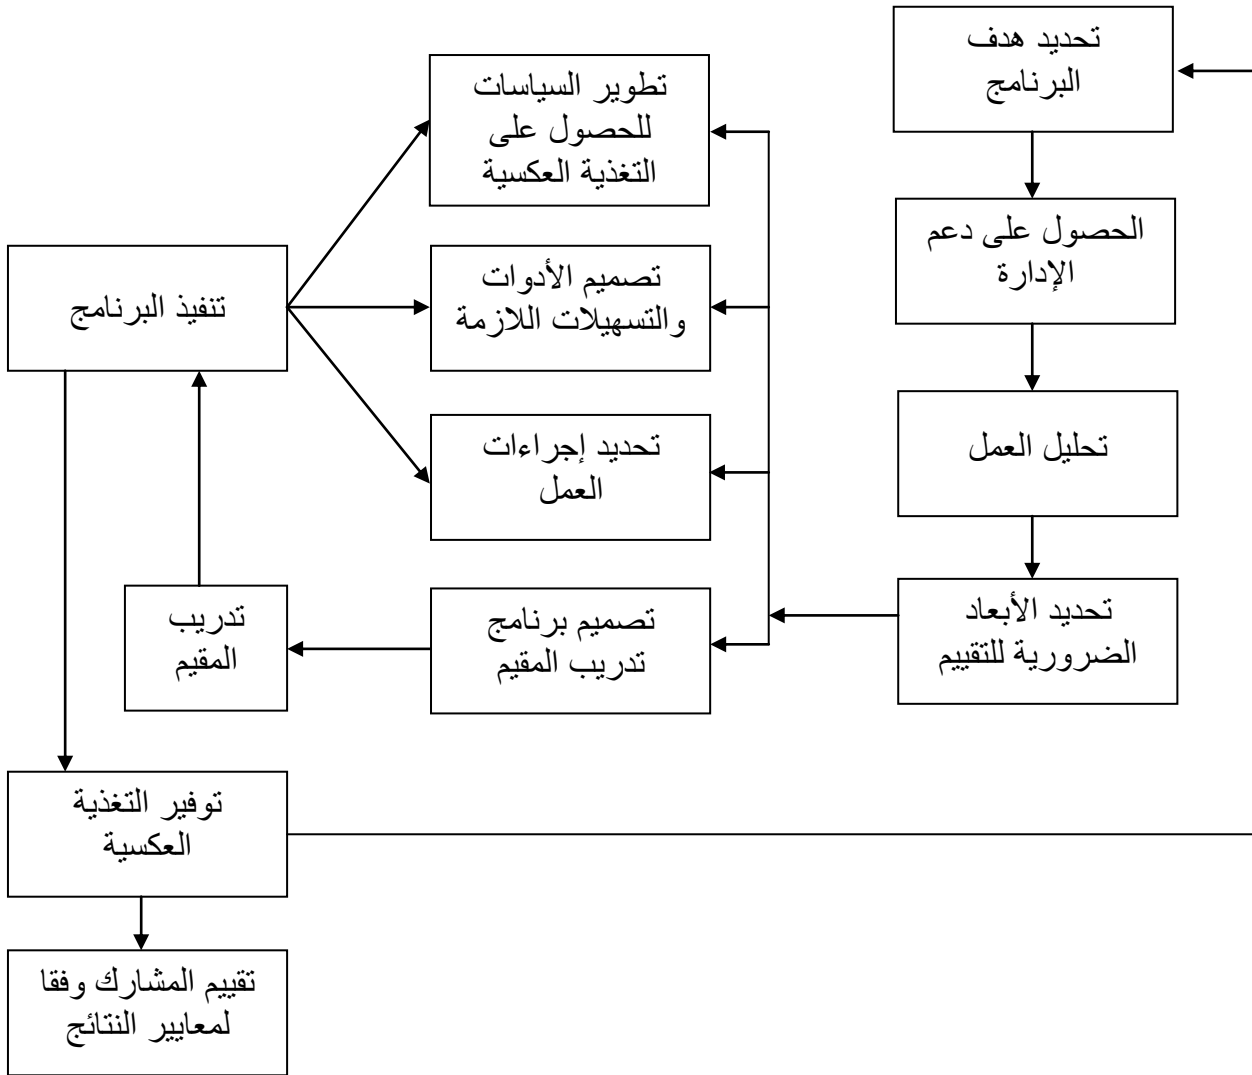 تحديد هدف
البرنامج
الحصول على دعم
الإدارة
تحليل العمل
تحديد الأبعاد
الضرورية للتقييم
تطوير السياسات
للحصول على
التغذية العكسية
تصميم الأدوات
والتسهيلات اللازمة
تحديد إجراءات
العمل
تصميم برنامج
تدريب المقيم
تدريب
المقيم
تنفيذ البرنامج
توفير التغذية
العكسية
تقييم المشارك وفقا
لمعايير النتائج